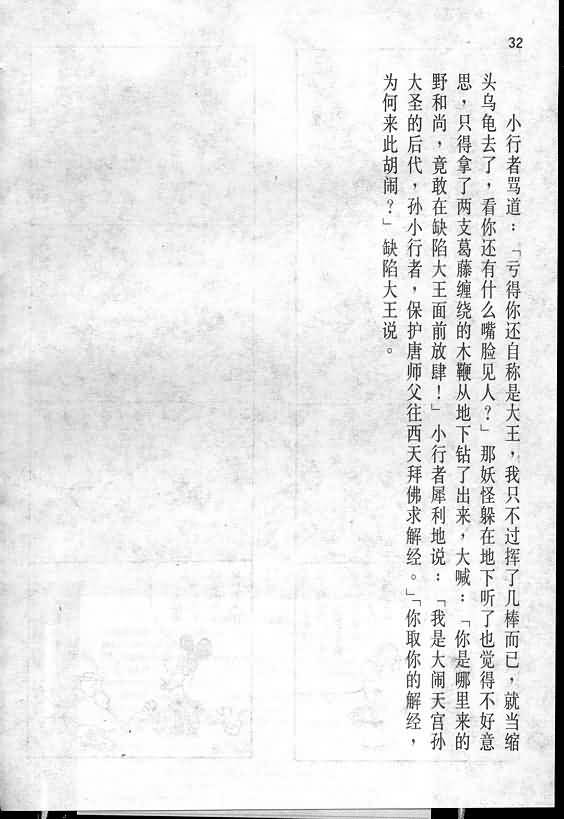 32
小行者骂道：「亏得你还自称是大王，我只不过挥了几棒而已，就当缩
头乌龟去了，看你还有什么嘴脸见人？」那妖怪躲在地下听了也觉得不好意
思，只得拿了两支葛藤缠绕的木鞭从地下钻了出来，大喊：「你是哪里来的
野和尚，竟敢在缺陷大王面前放肆！」小行者犀利地说：「我是大闹天宫孙
大圣的后代，孙小行者，保护唐师父往西天拜佛求解经。」「你取你的解经，
为何来此胡闹？」缺陷大王说。